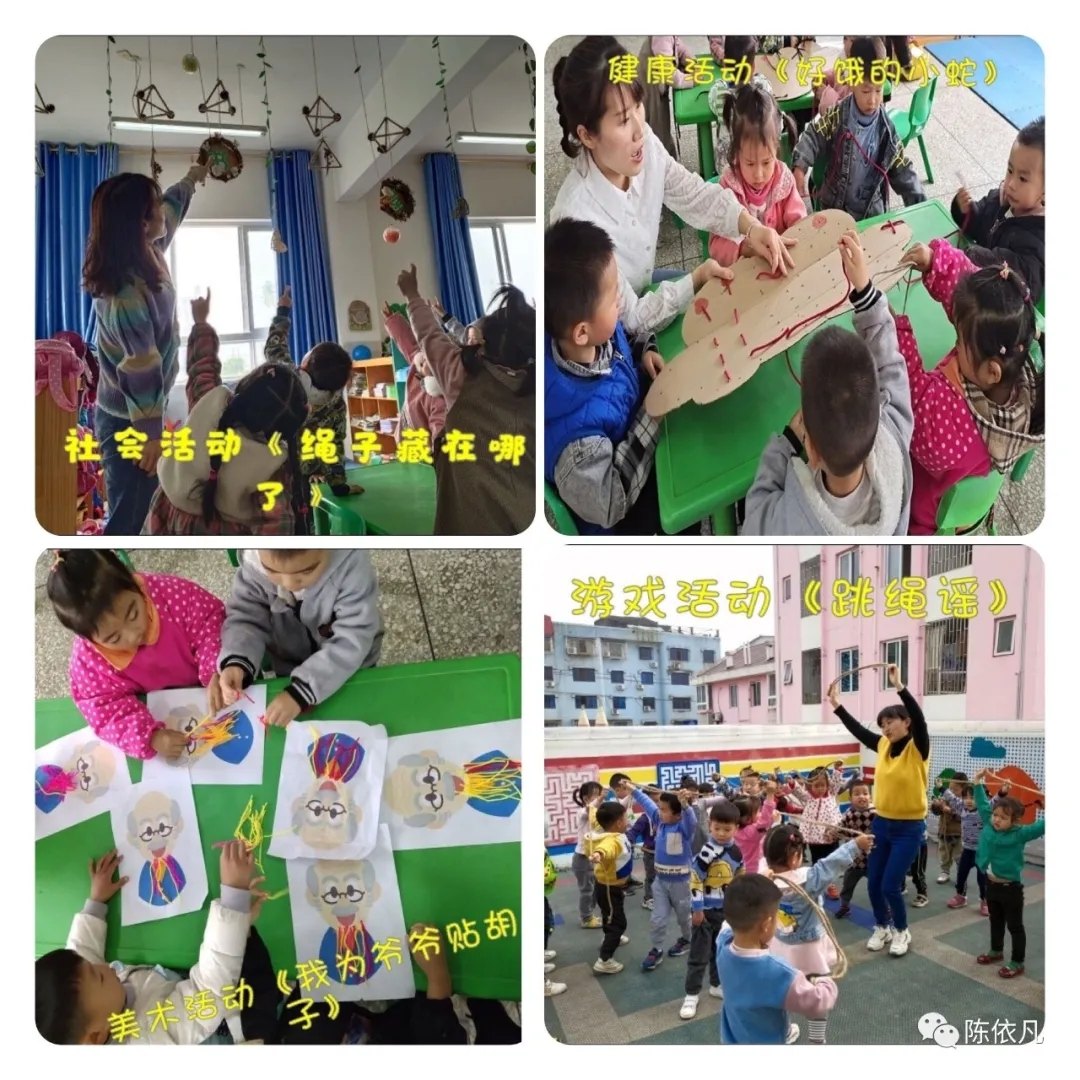 社会活动《绳子藏在哪
了》
健康活动《好饿的小蛇》
美术活动《我为爷爷贴胡
子》
游戏活动《跳绳谣》
陈依凡